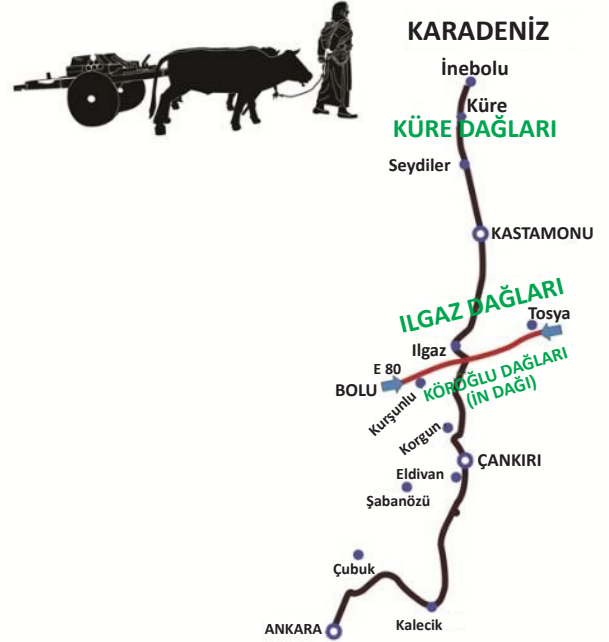 KARADENİZ
İnebolu
Küre
KÜRE DAĞLARI
Seydiler
KASTAMONU
ILGAZ DAĞLARI
Tosya
Ilgaz
E 80
BOLU
KÖROĞLU DAĞLARI
(İN DAĞI)
Kurşunlu
Korgun
ÇANKIRI
Eldivan
Şabanözü
Çubuk
Kalecik
ANKARA